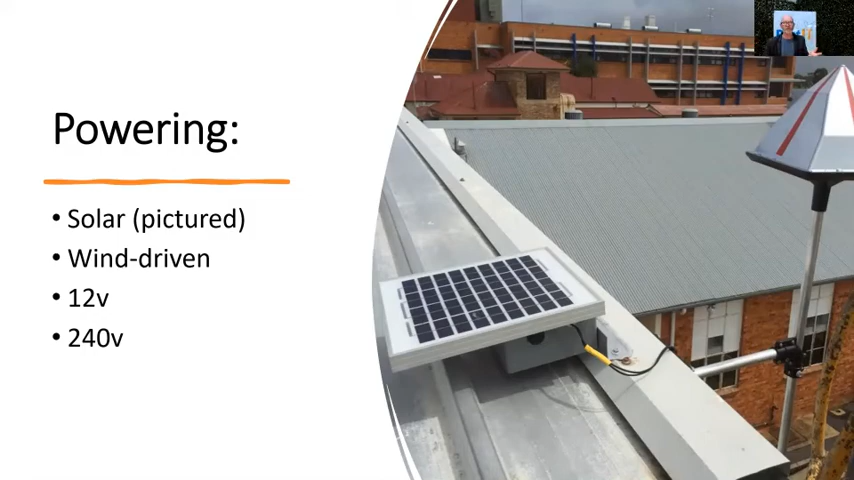 Powering:
• Solar (pictured)
• Wind-driven
• 12v
• 240v